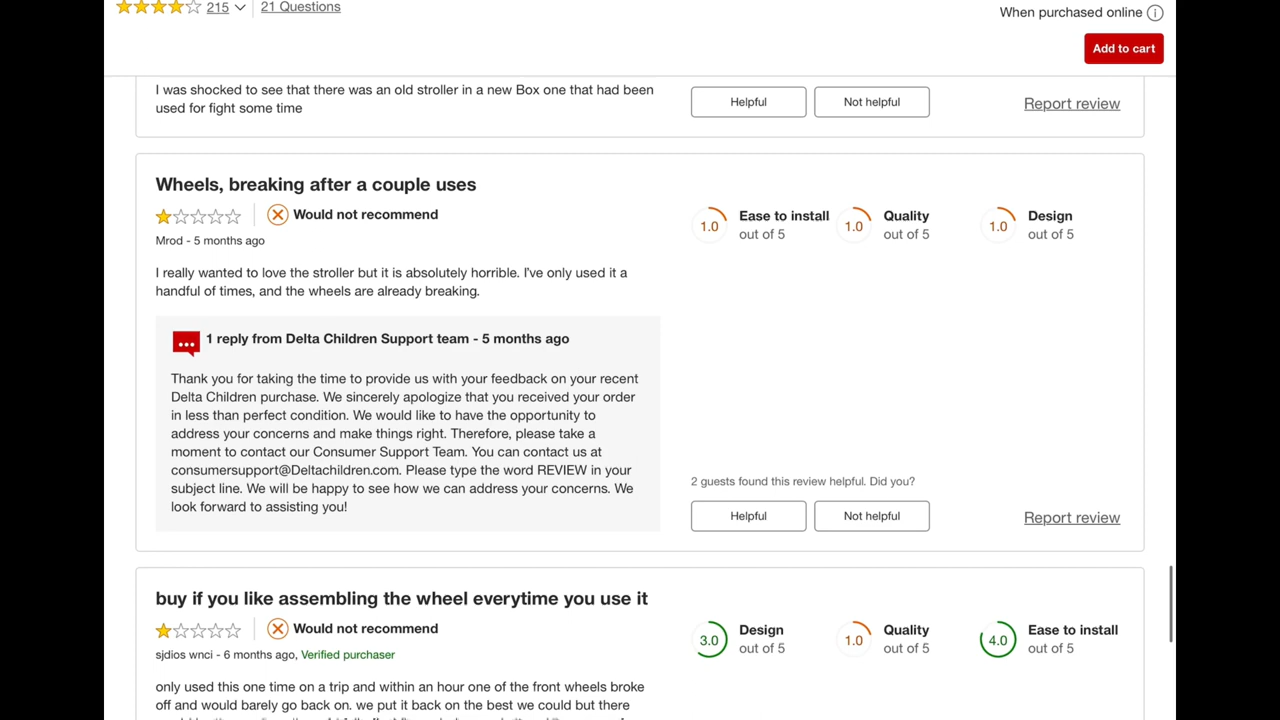 215
21 Questions
When purchased online
Add to cart
I was shocked to see that there was an old stroller in a new Box one that had been
used for fight some time
Helpful
Not helpful
Report review
Wheels, breaking after a couple uses
Would not recommend
Mrod - 5 months ago
1.0
Ease to install
out of 5
1.0
Quality
out of 5
1.0
Design
out of 5
I really wanted to love the stroller but it is absolutely horrible. I've only used it a
handful of times, and the wheels are already breaking.
1 reply from Delta Children Support team - 5 months ago
Thank you for taking the time to provide us with your feedback on your recent
Delta Children purchase. We sincerely apologize that you received your order
in less than perfect condition. We would like to have the opportunity to
address your concerns and make things right. Therefore, please take a
moment to contact our Consumer Support Team. You can contact us at
consumersupport@Deltachildren.com. Please type the word REVIEW in your
subject line. We will be happy to see how we can address your concerns. We
look forward to assisting you!
2 guests found this review helpful. Did you?
Helpful
Not helpful
Report review
buy if you like assembling the wheel everytime you use it
Would not recommend
sjdios wnci - 6 months ago, Verified purchaser
3.0
Design
out of 5
1.0
Quality
out of 5
4.0
Ease to install
out of 5
only used this one time on a trip and within an hour one of the front wheels broke
off and would barely go back on. we put it back on the best we could but there